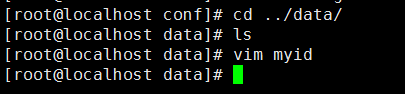 [root@localhost conf]# cd ../data/
[root@localhost data]# ls
[root@localhost data]# vim myid
[root@localhost data]#